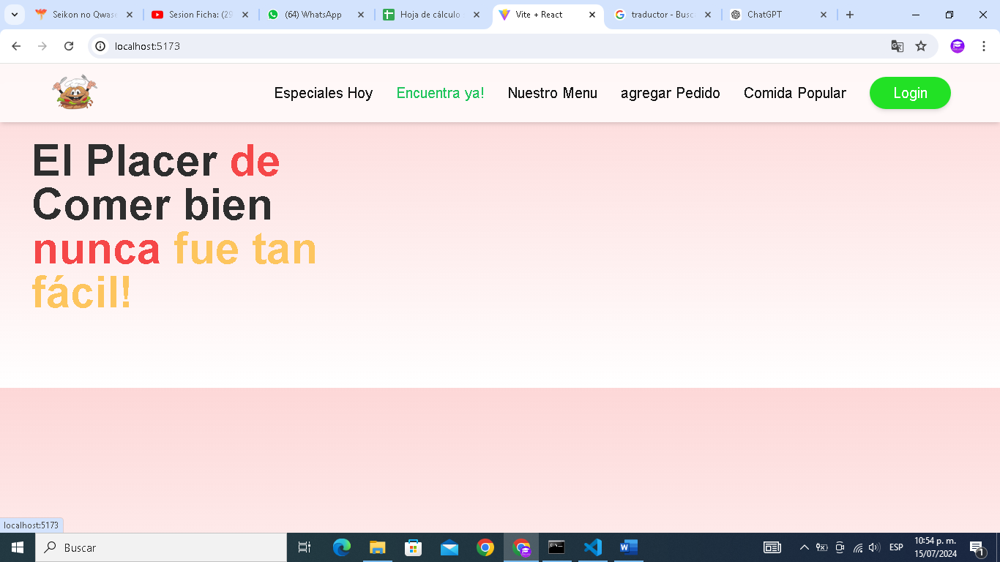 Seikon no Qwase
Sesion Ficha: (29
(64) WhatsApp
Hoja de cálculo
Vite + React
traductor - Busc
ChatGPT
localhost:5173
Especiales Hoy
Encuentra ya!
Nuestro Menu
agregar Pedido
Comida Popular
Login
El Placer de
Comer bien
nunca fue tan
fácil!
localhost:5173
Buscar
ESP
10:54 p. m.
15/07/2024
1